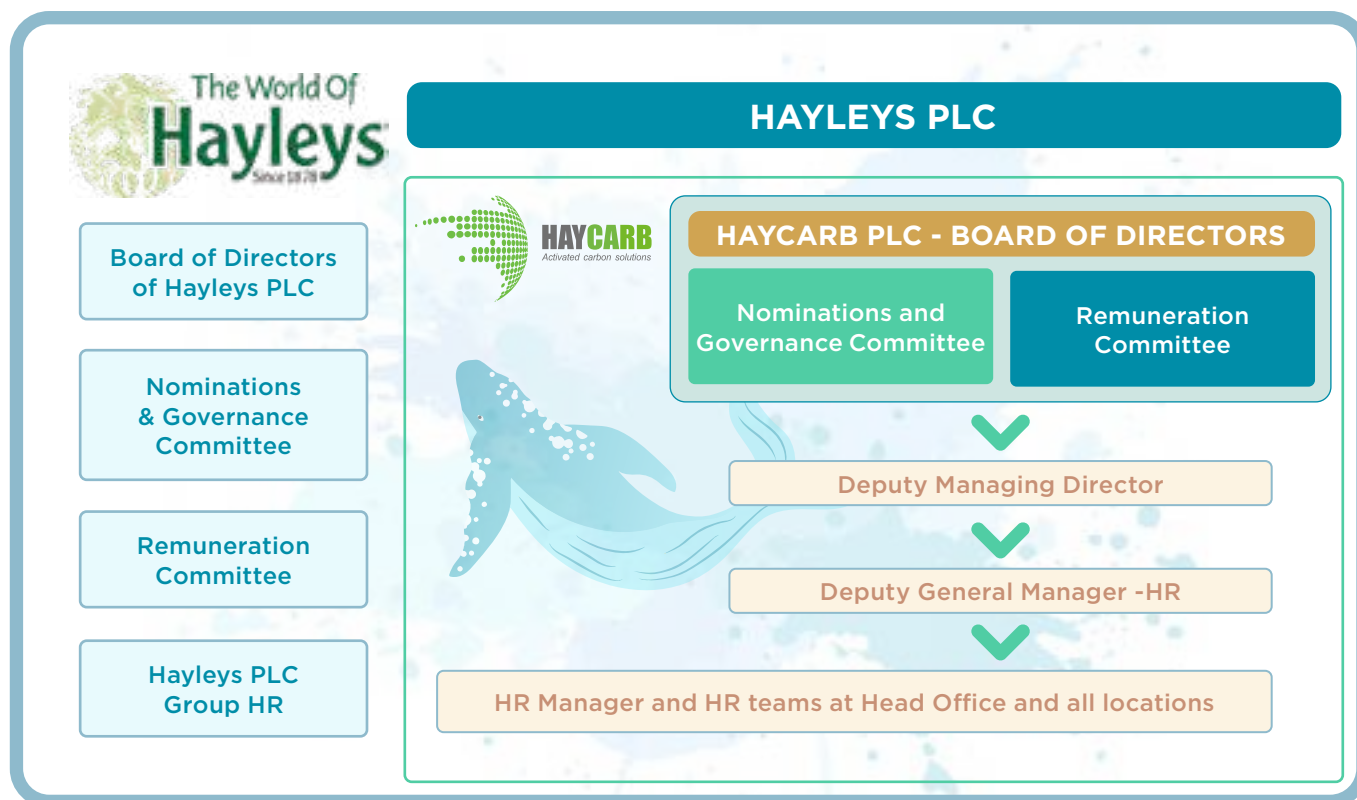 The World Of
Hayleys
Since 1878
HAYLEYS PLC
Board of Directors
of Hayleys PLC
Nominations
& Governance
Committee
Remuneration
Committee
Hayleys PLC
Group HR
HAYCARB
Activated carbon solutions
HAYCARB PLC - BOARD OF DIRECTORS
Nominations and
Governance Committee
Remuneration
Committee
Deputy Managing Director
Deputy General Manager -HR
HR Manager and HR teams at Head Office and all locations